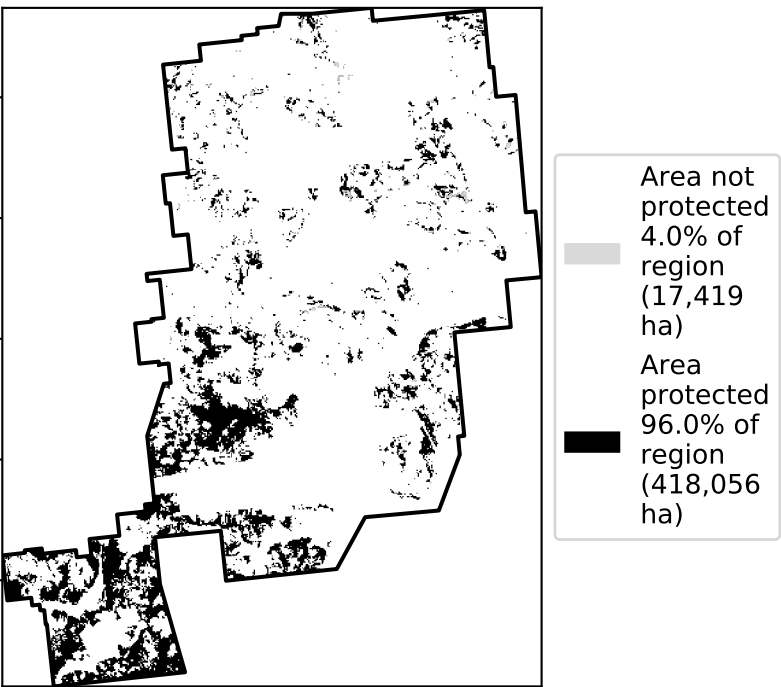 Area not
protected
4.0% of
region
(17,419
ha)
Area
protected
96.0% of
region
(418,056
ha)